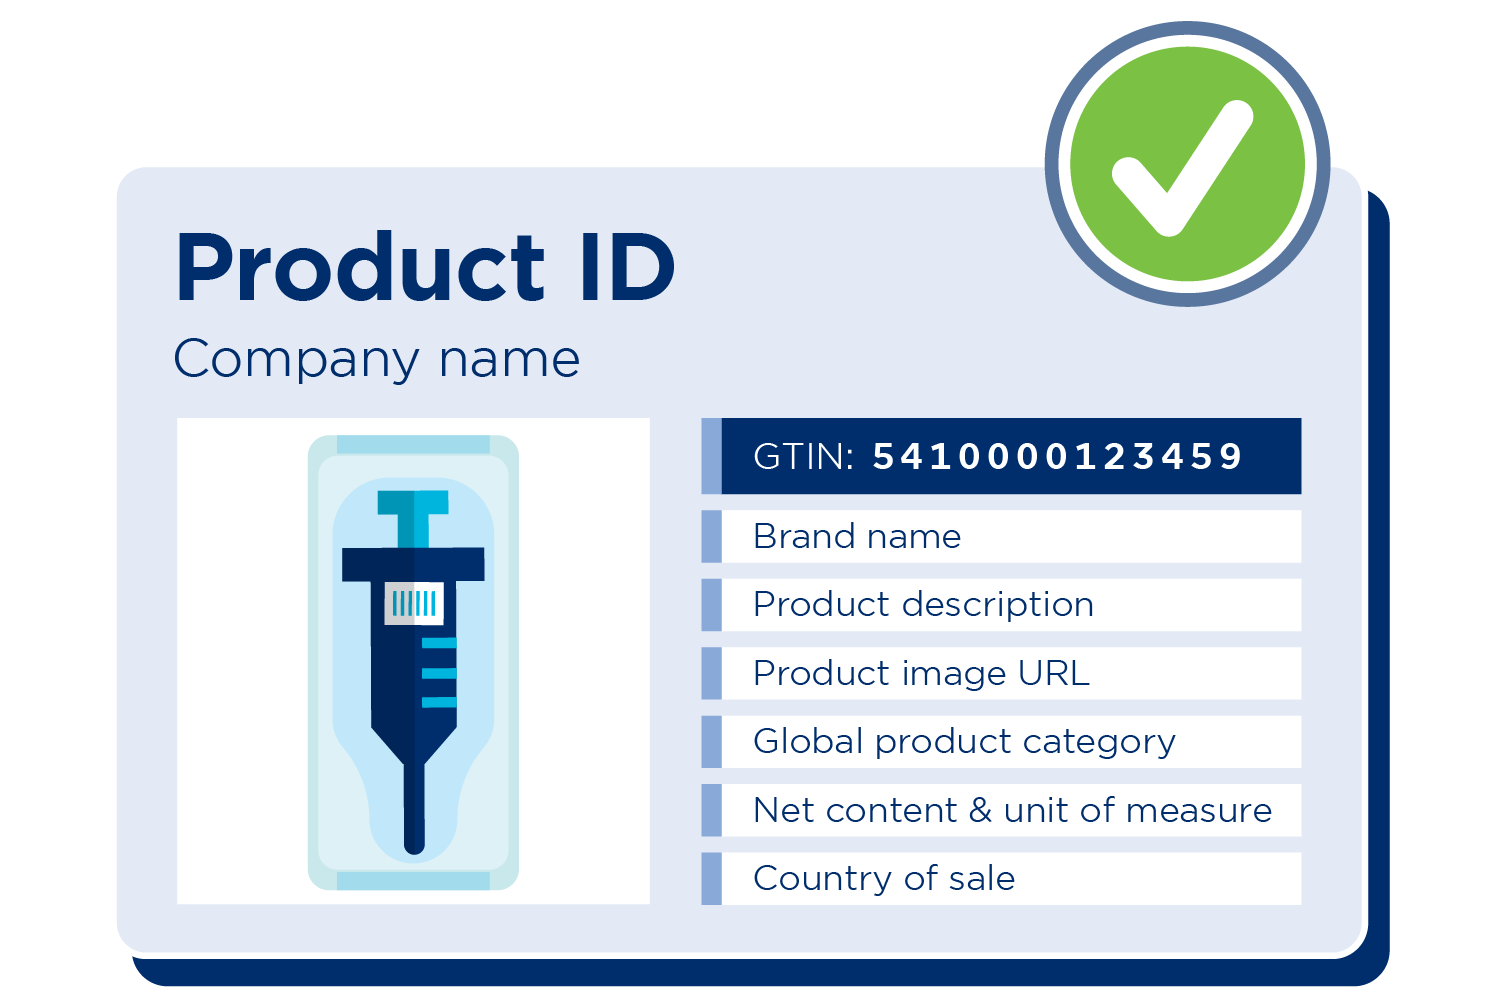 Product ID
Company name
GTIN: 5410000123459
Brand name
Product description
Product image URL
Global product category
Net content & unit of measure
Country of sale